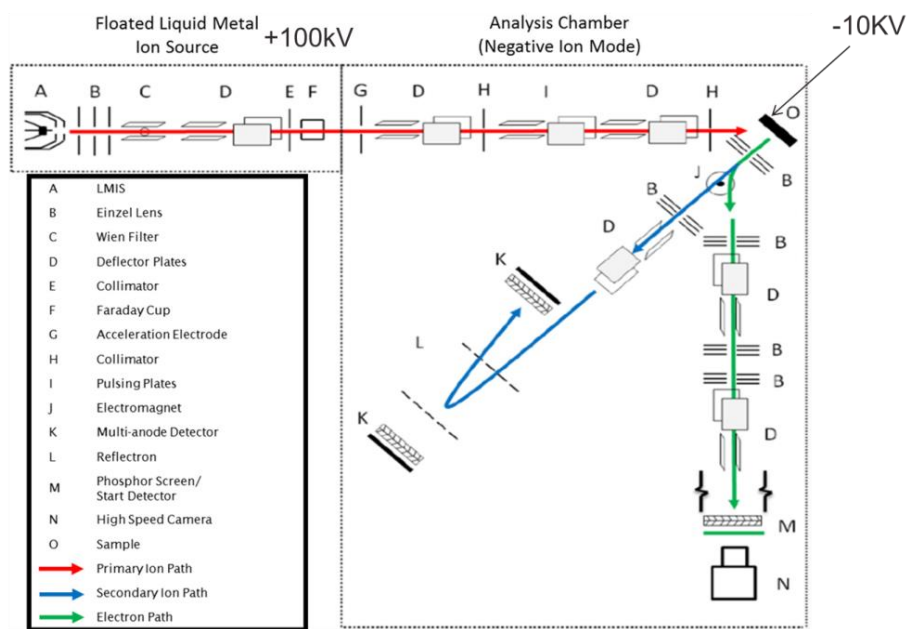 Floated Liquid Metal
Ion Source
+100kV
Analysis Chamber
(Negative Ion Mode)
-10KV
A B C D E F G D H I D H O
J B B
D B
K D
L B
B
K D
M
N
A LMIS
B Einzel Lens
C Wien Filter
D Deflector Plates
E Collimator
F Faraday Cup
G Acceleration Electrode
H Collimator
I Pulsing Plates
J Electromagnet
K Multi-anode Detector
L Reflectron
M Phosphor Screen/
Start Detector
N High Speed Camera
O Sample
Primary Ion Path
Secondary Ion Path
Electron Path